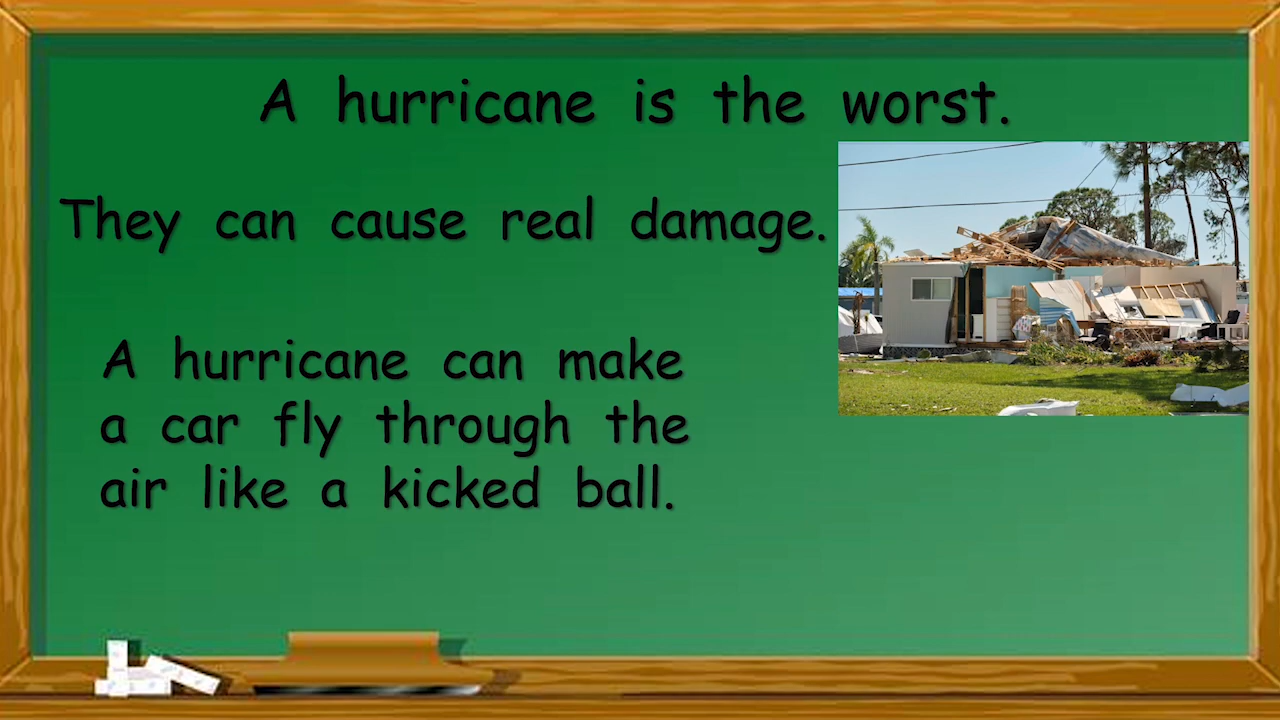 A hurricane is the worst.
They can cause real damage.
A hurricane can make
a car fly through the
air like a kicked ball.